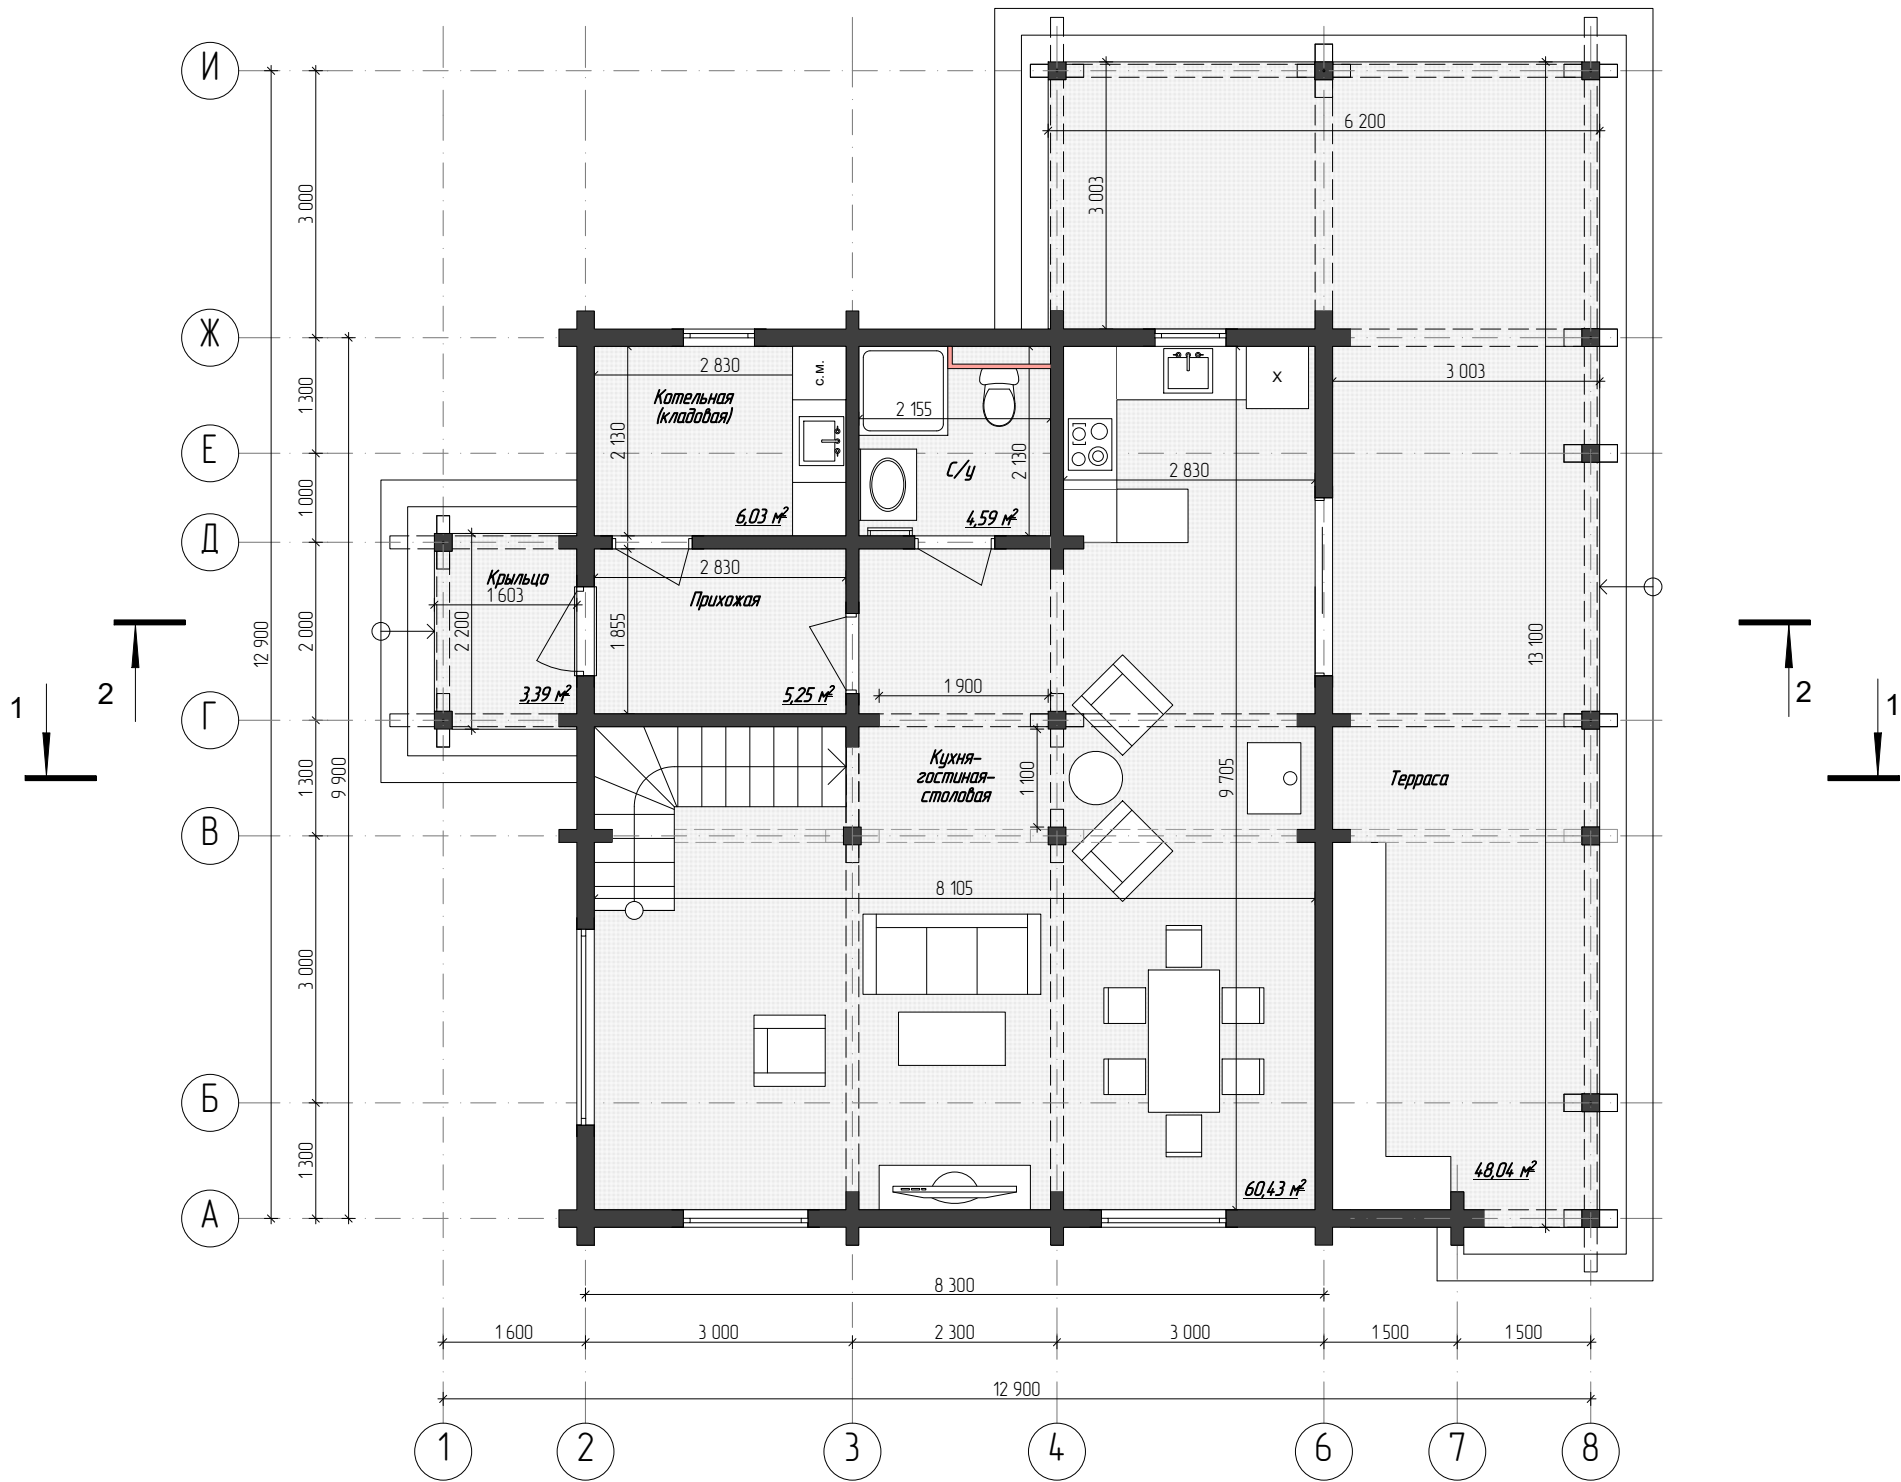 И
6 200
3 000
3 003
Ж
2 830
с.м.
X
3 003
1 300
Котельная
(кладовая)
2 155
Е
2 130
С/у
2 130
2 830
1 000
6,03 м²
4,59 м²
Д
2 830
Крыльцо
1 603
Прихожая
12 900
2 000
2 200
1 855
13 100
2
1
3,39 м²
5,25 м²
1 900
2
1
Г
Кухня-
гостиная-
столовая
1 300
9 900
1 100
9 705
Терраса
В
8 105
3 000
Б
1 300
48,04 м²
60,43 м²
А
8 300
1 600
3 000
2 300
3 000
1 500
1 500
12 900
1
2
3
4
6
7
8